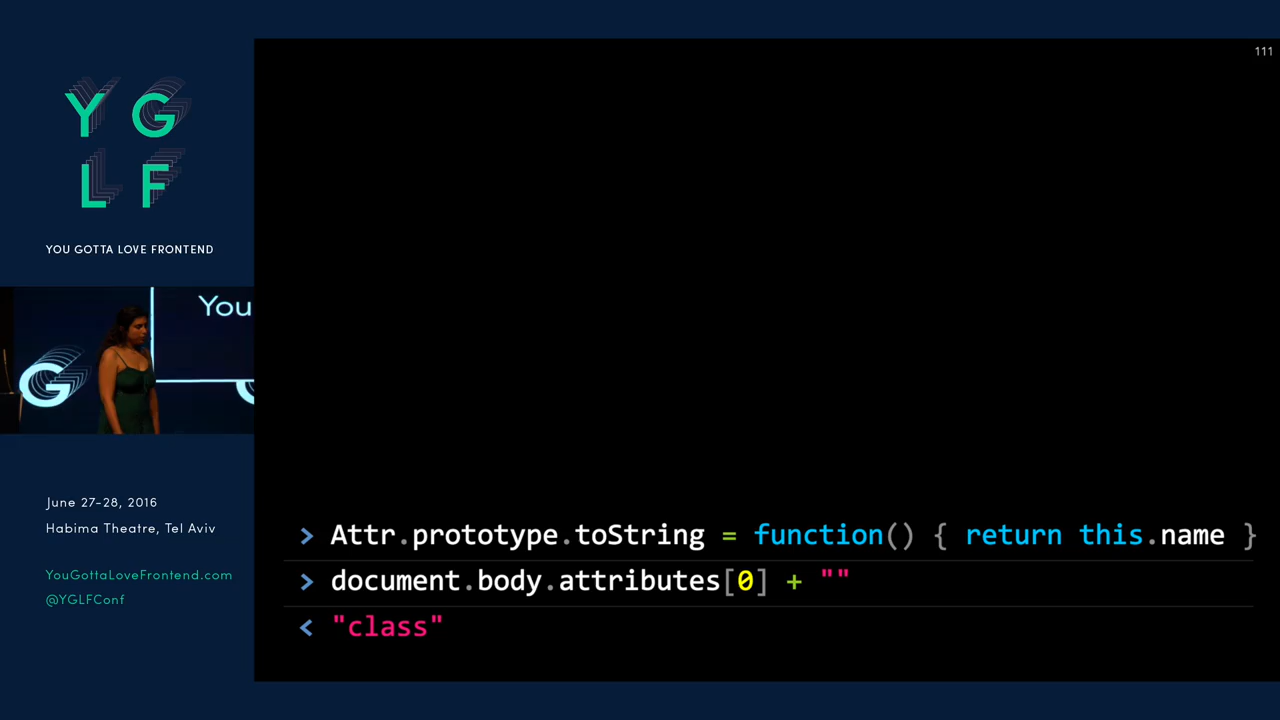 111
Y G
L F
YOU GOTTA LOVE FRONTEND
You
G
June 27-28, 2016
Habima Theatre, Tel Aviv
YouGottaLoveFrontend.com
@YGLFConf
> Attr.prototype.toString = function() { return this.name }
> document.body.attributes[0] + ""
< "class"